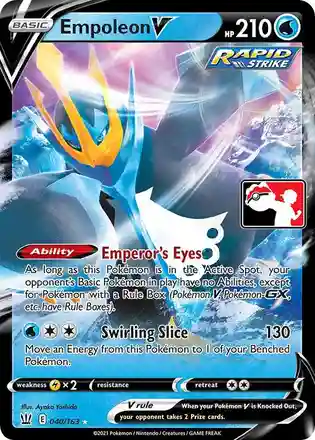 BASIC Empoleon V HP 210
RAPID
STRIKE
Ability Emperor's Eyes
As long as this Pokémon is in the Active Spot, your
opponent's Basic Pokémon in play have no Abilities, except
for Pokémon with a Rule Box (Pokémon V, Pokémon-GX,
etc. have Rule Boxes).
Swirling Slice 130
Move an Energy from this Pokémon to 1 of your Benched
Pokémon.
weakness ×2 resistance retreat
Illus. Ayaka Yoshida
040/163
V rule When your Pokémon V is Knocked Out,
your opponent takes 2 Prize cards.
©2021 Pokémon / Nintendo / Creatures / GAME FREAK